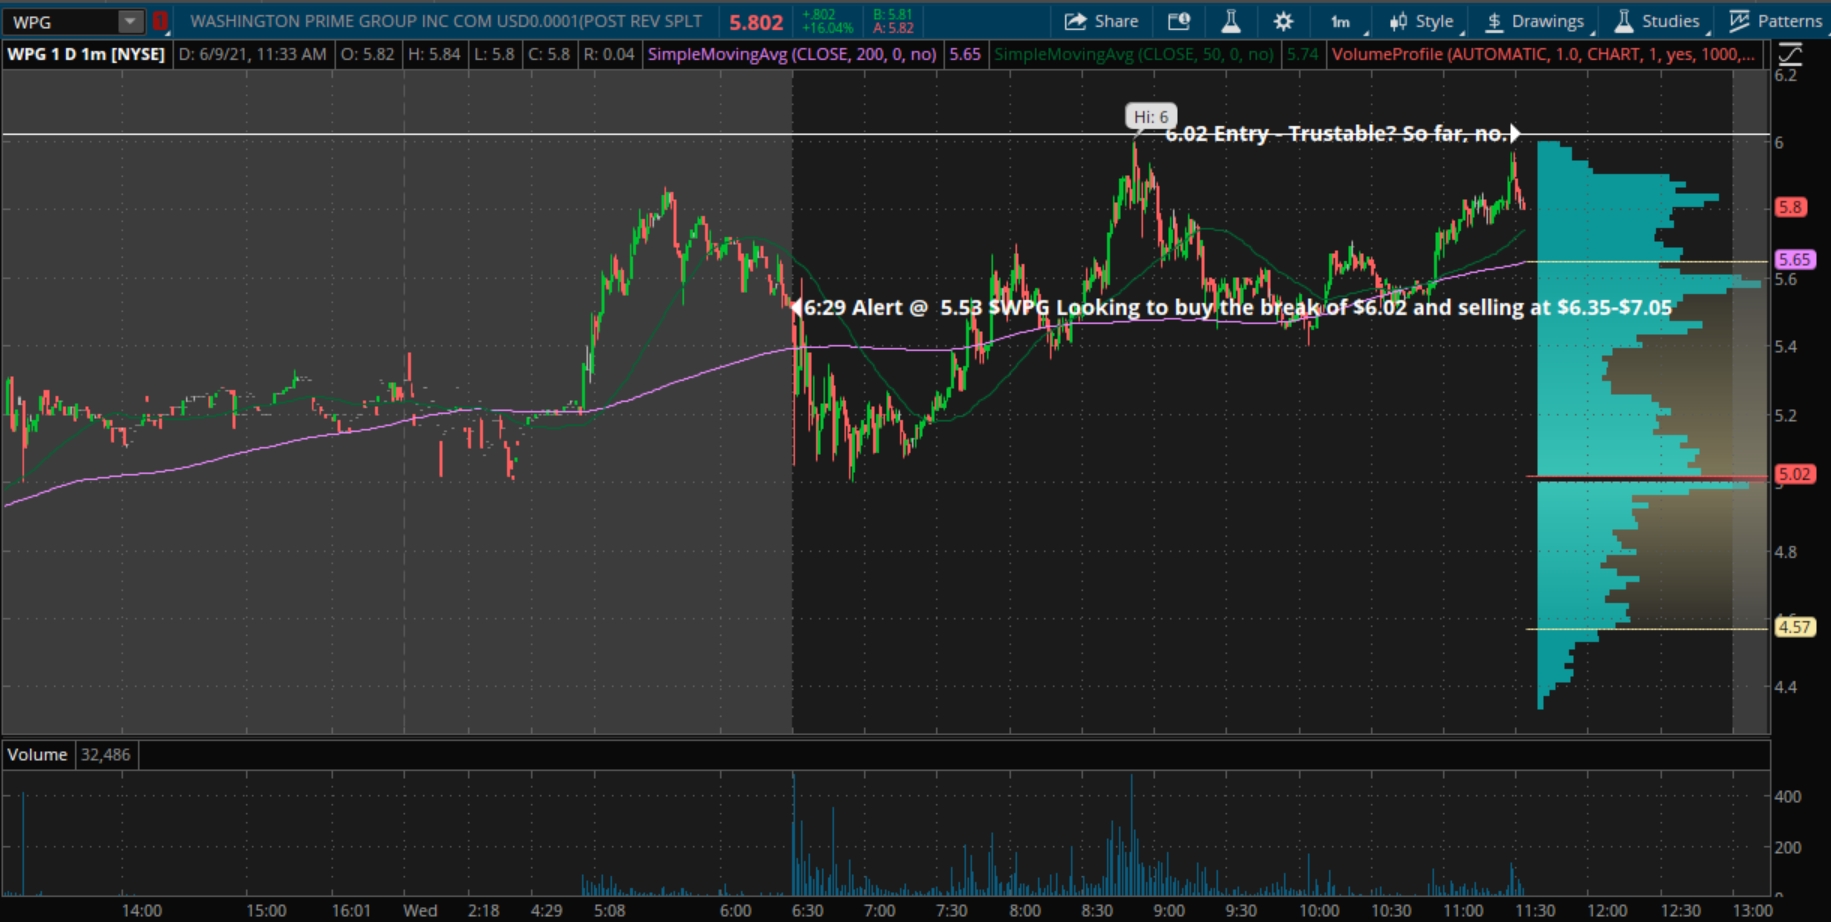 WPG
1
WASHINGTON PRIME GROUP INC COM USD0.0001(POST REV SPLT
5.802
+.802
+16.04%
B: 5.81
A: 5.82
Share
1m
Style
Drawings
Studies
Patterns
WPG 1 D 1m [NYSE]
D: 6/9/21, 11:33 AM
O: 5.82
H: 5.84
L: 5.8
C: 5.8
R: 0.04
SimpleMovingAvg (CLOSE, 200, 0, no)
5.65
SimpleMovingAvg (CLOSE, 50, 0, no)
5.74
VolumeProfile (AUTOMATIC, 1.0, CHART, 1, yes, 1000,...
6.2
Hi: 6
6.02 Entry - Trustable? So far, no.
6
5.8
5.65
5.6
6:29 Alert @ 5.53 $WPG Looking to buy the break of $6.02 and selling at $6.35-$7.05
5.4
5.2
5.02
4.8
4.57
4.4
Volume
32,486
400
200
14:00
15:00
16:01
Wed
2:18
4:29
5:08
6:00
6:30
7:00
7:30
8:00
8:30
9:00
9:30
10:00
10:30
11:00
11:30
12:00
12:30
13:00